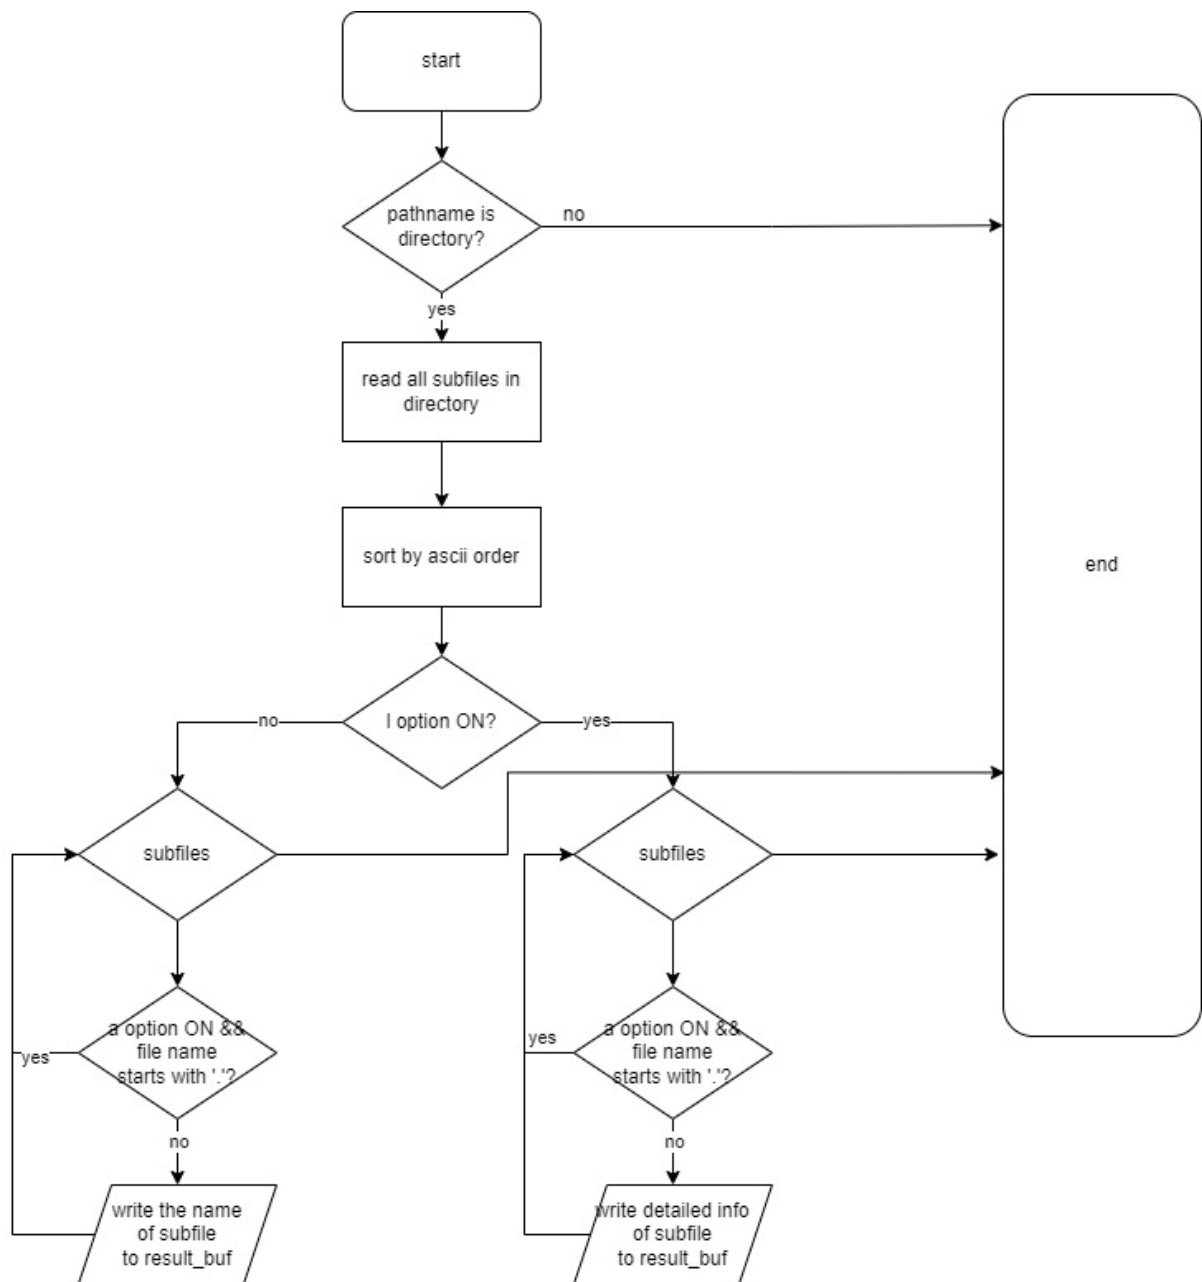 start
pathname is
directory?
no
yes
read all subfiles in
directory
sort by ascii order
end
l option ON?
no
yes
subfiles
subfiles
a option ON &&
file name
starts with '.'?
yes
a option ON &&
file name
starts with '.'?
yes
no
no
write the name
of subfile
to result_buf
write detailed info
of subfile
to result_buf